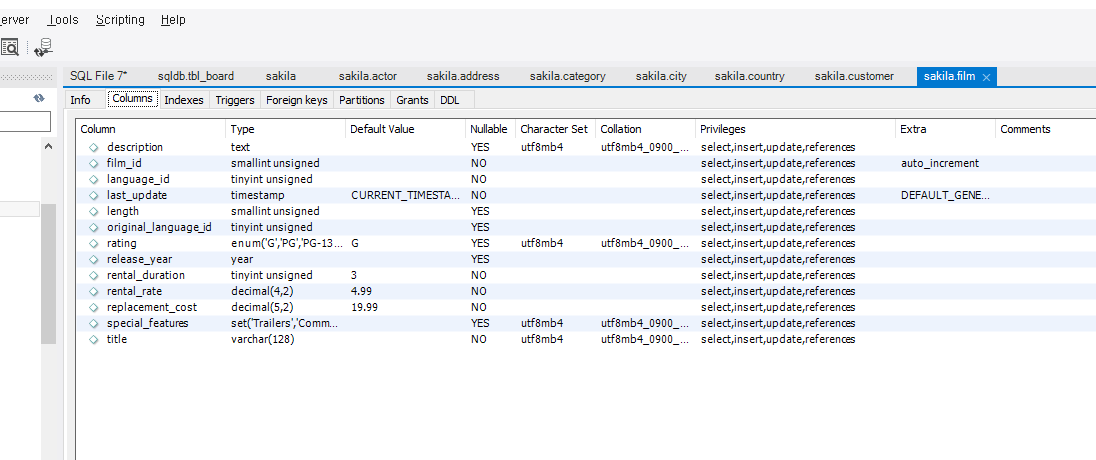 erver Tools Scripting Help
SQL File 7* sqldb.tbl_board sakila sakila.actor sakila.address sakila.category sakila.city sakila.country sakila.customer sakila.film
Info Columns Indexes Triggers Foreign keys Partitions Grants DDL
Column Type Default Value Nullable Character Set Collation Privileges Extra Comments
description text YES utf8mb4 utf8mb4_0900_... select,insert,update,references
film_id smallint unsigned NO select,insert,update,references auto_increment
language_id tinyint unsigned NO select,insert,update,references
last_update timestamp CURRENT_TIMESTA... NO select,insert,update,references DEFAULT_GENE...
length smallint unsigned YES select,insert,update,references
original_language_id tinyint unsigned YES select,insert,update,references
rating enum('G','PG','PG-13... G YES utf8mb4 utf8mb4_0900_... select,insert,update,references
release_year year YES select,insert,update,references
rental_duration tinyint unsigned 3 NO select,insert,update,references
rental_rate decimal(4,2) 4.99 NO select,insert,update,references
replacement_cost decimal(5,2) 19.99 NO select,insert,update,references
special_features set('Trailers','Comm... YES utf8mb4 utf8mb4_0900_... select,insert,update,references
title varchar(128) NO utf8mb4 utf8mb4_0900_... select,insert,update,references